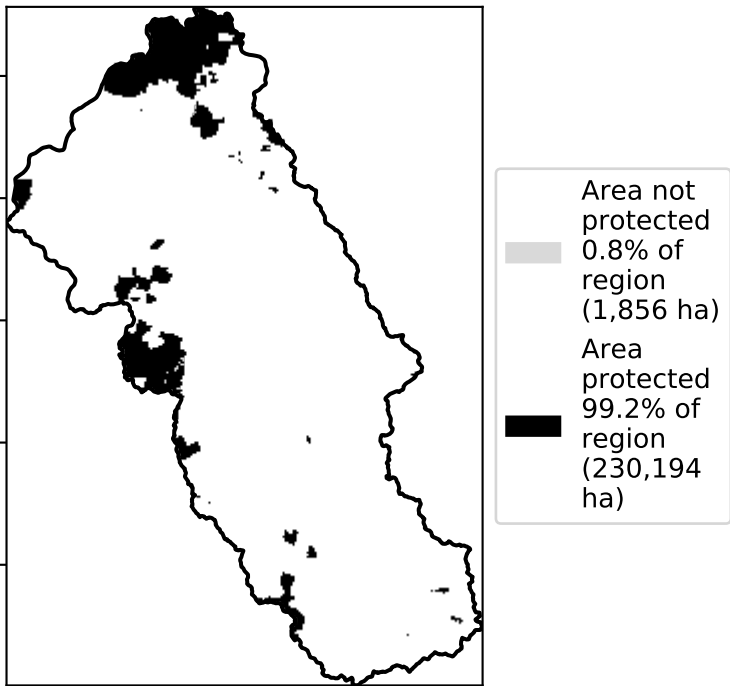 Area not
protected
0.8% of
region
(1,856 ha)
Area
protected
99.2% of
region
(230,194
ha)